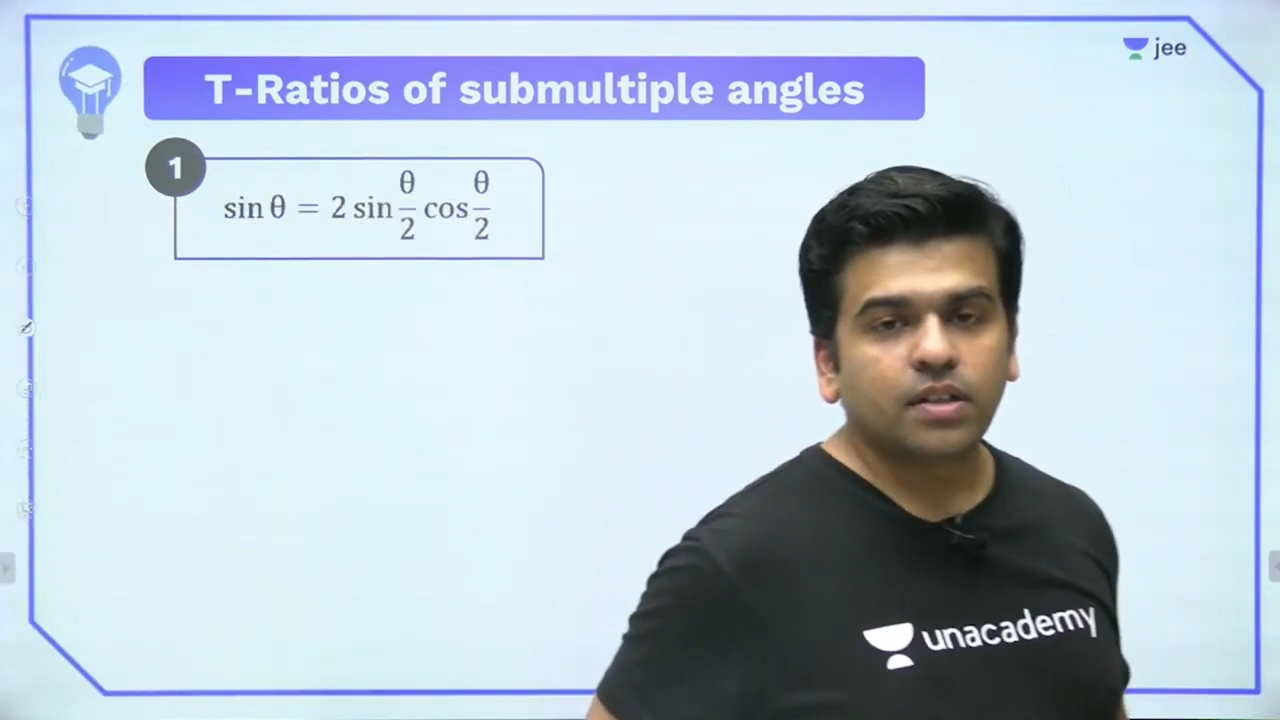 jee
T-Ratios of submultiple angles
1
sin θ = 2 sin θ/2 cos θ/2
unacademy